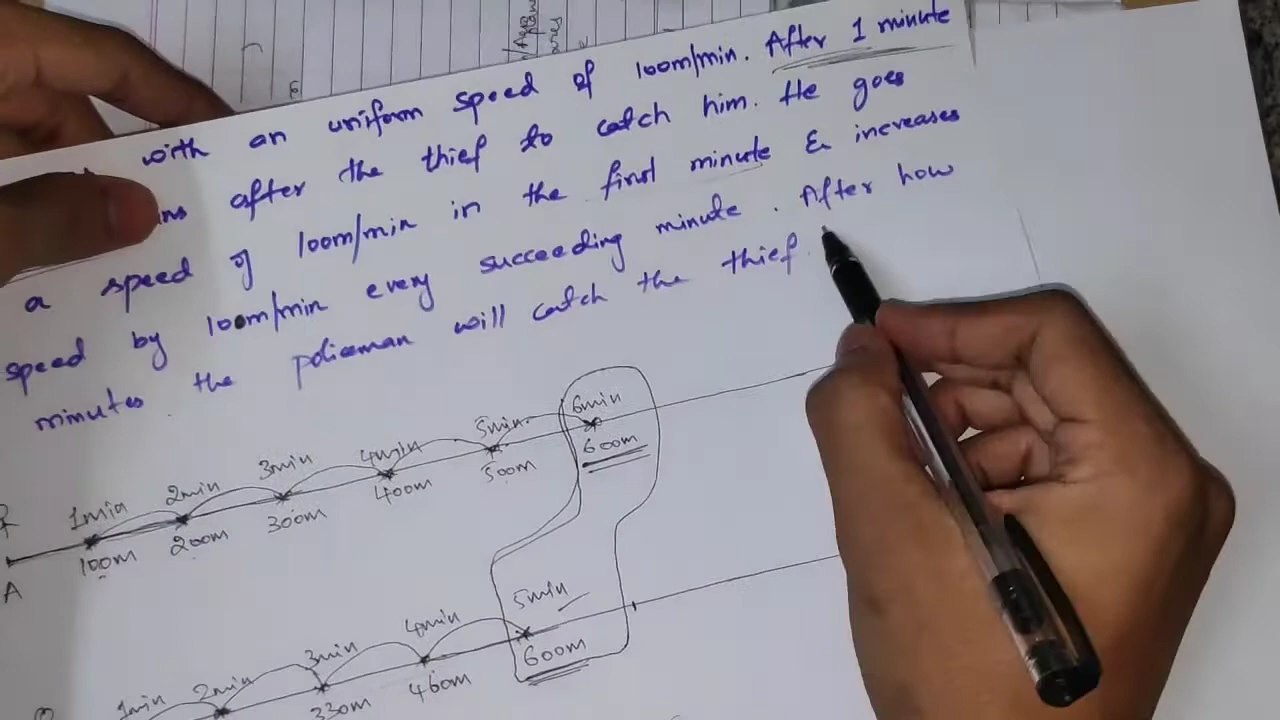 with an uniform speed of 100m/min. After 1 minute
after the thief to catch him. He goes
a speed of 100m/min in the first minute & increases
speed by 100m/min every succeeding minute. After how
minutes the policeman will catch the thief.
1min 2min 3min 4min 5min 6min
A 100m 200m 300m 400m 500m 600m
1min 2min 3min 4min 5min
330m 460m 600m